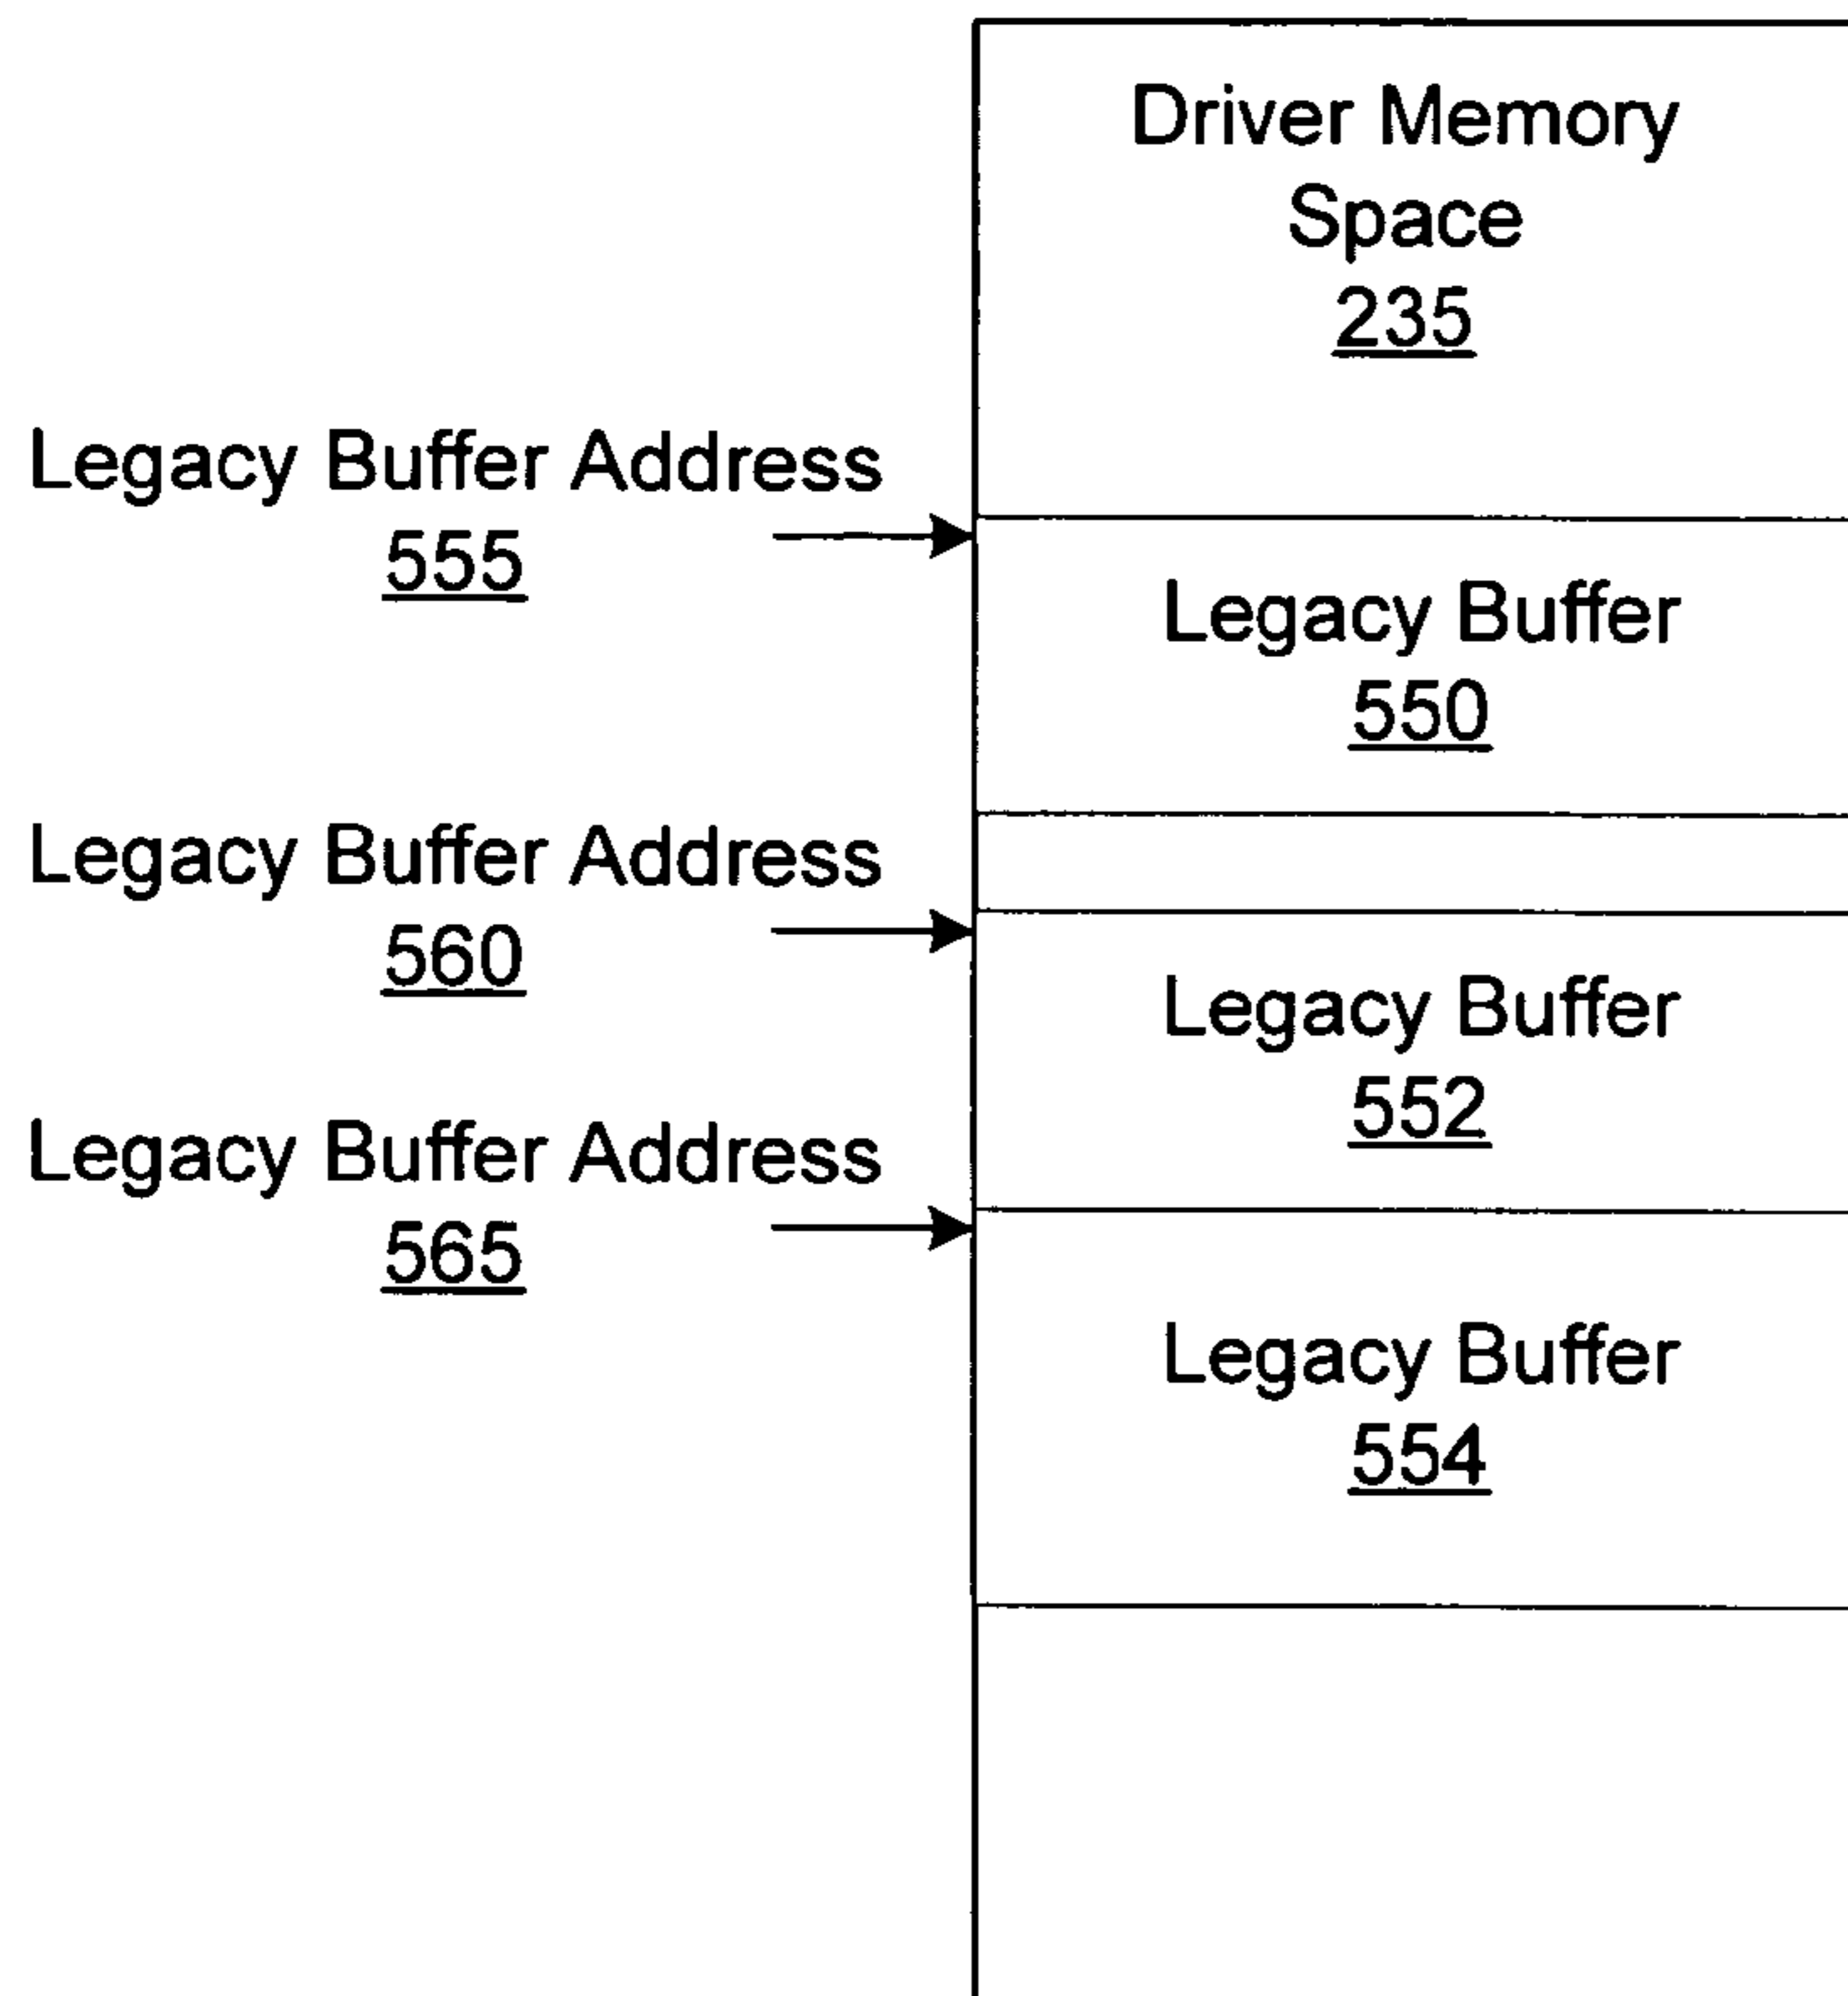 Driver Memory
Space
235
Legacy Buffer Address
555
Legacy Buffer
550
Legacy Buffer Address
560
Legacy Buffer
552
Legacy Buffer Address
565
Legacy Buffer
554